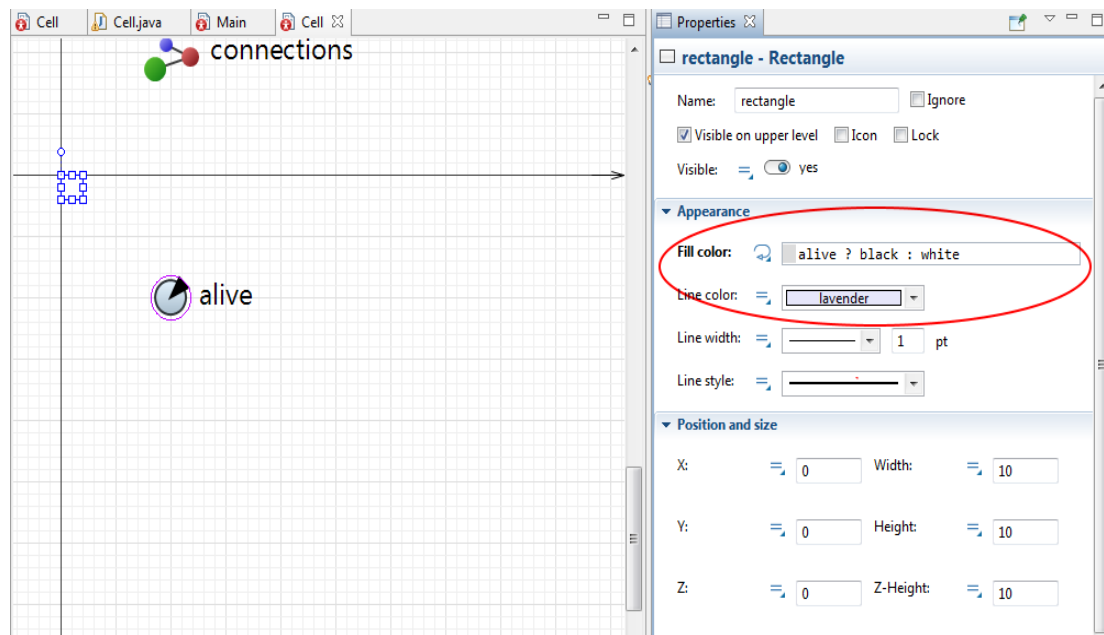 Cell Cell.java Main Cell
connections
alive
Properties
rectangle - Rectangle
Name: rectangle Ignore
Visible on upper level Icon Lock
Visible: = yes
Appearance
Fill color: alive ? black : white
Line color: = lavender
Line width: = 1 pt
Line style: =
Position and size
X: = 0 Width: = 10
Y: = 0 Height: = 10
Z: = 0 Z-Height: = 10